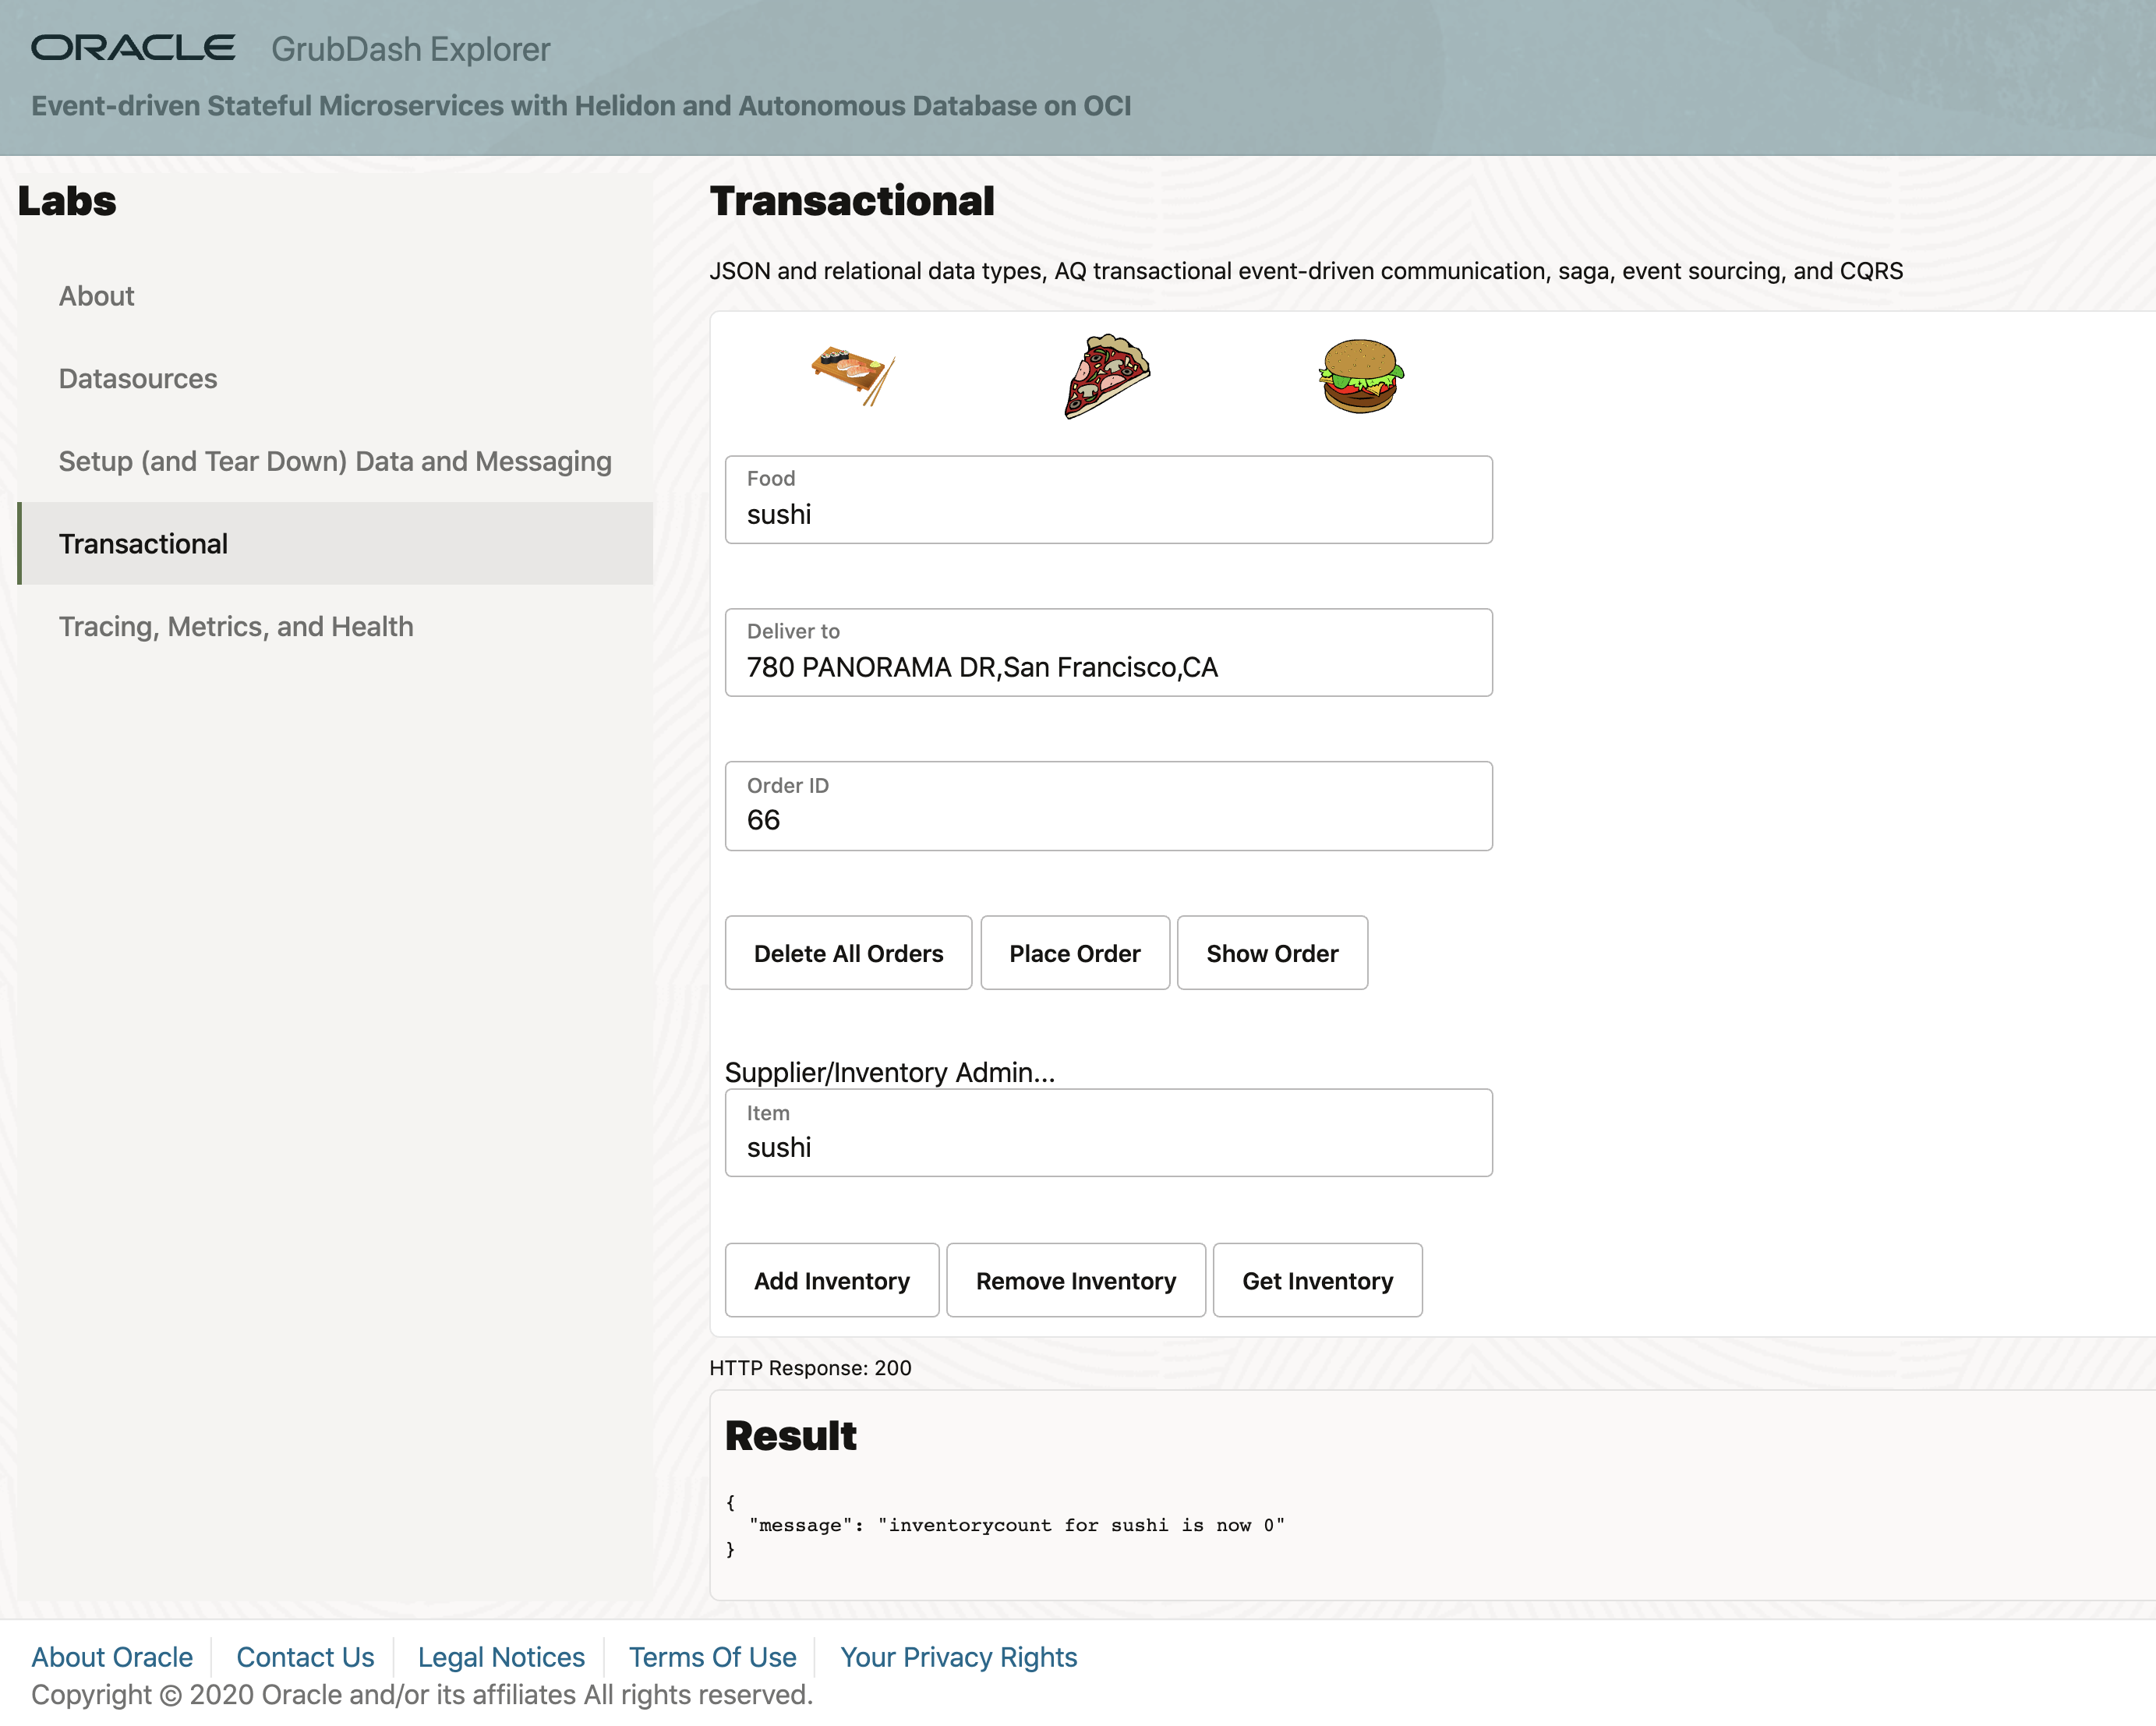 ORACLE GrubDash Explorer
Event-driven Stateful Microservices with Helidon and Autonomous Database on OCI
Labs
About
Datasources
Setup (and Tear Down) Data and Messaging
Transactional
Tracing, Metrics, and Health
Transactional
JSON and relational data types, AQ transactional event-driven communication, saga, event sourcing, and CQRS
Food
sushi
Deliver to
780 PANORAMA DR,San Francisco,CA
Order ID
66
Delete All Orders Place Order Show Order
Supplier/Inventory Admin...
Item
sushi
Add Inventory Remove Inventory Get Inventory
HTTP Response: 200
Result
{
"message": "inventorycount for sushi is now 0"
}
About Oracle Contact Us Legal Notices Terms Of Use Your Privacy Rights
Copyright © 2020 Oracle and/or its affiliates All rights reserved.